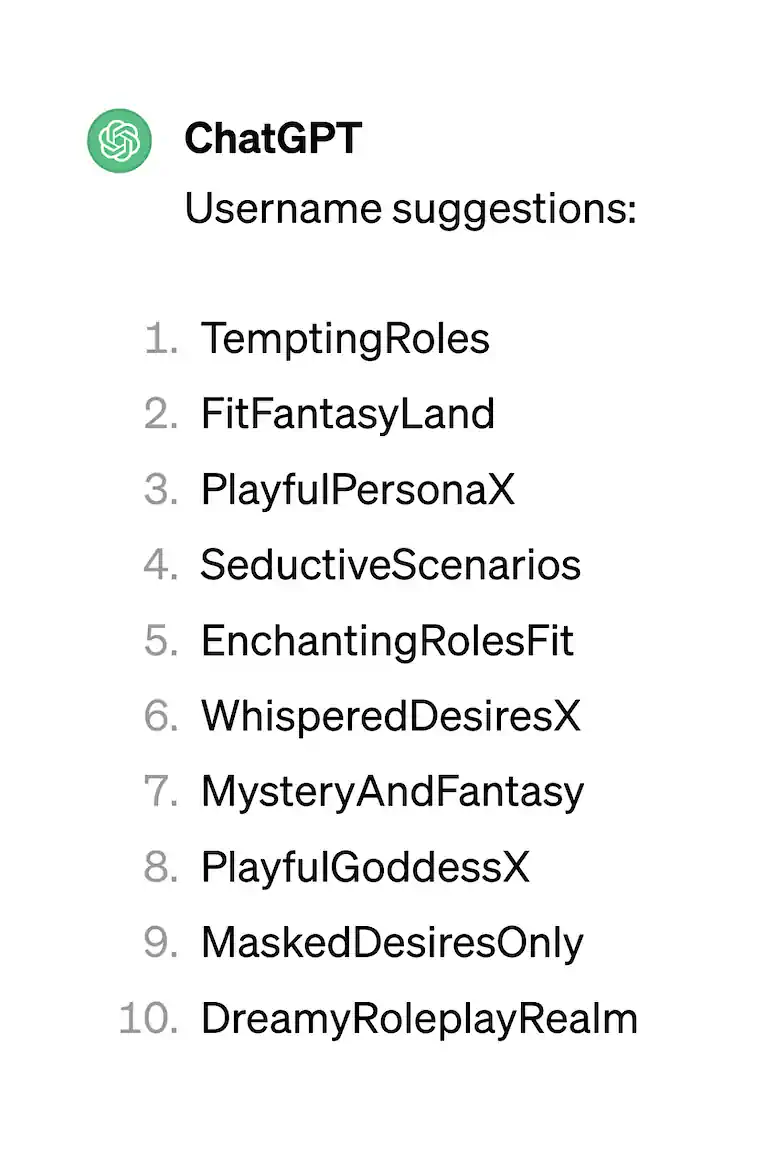 ChatGPT
Username suggestions:
1. TemptingRoles
2. FitFantasyLand
3. PlayfulPersonaX
4. SeductiveScenarios
5. EnchantingRolesFit
6. WhisperedDesiresX
7. MysteryAndFantasy
8. PlayfulGoddessX
9. MaskedDesiresOnly
10. DreamyRoleplayRealm